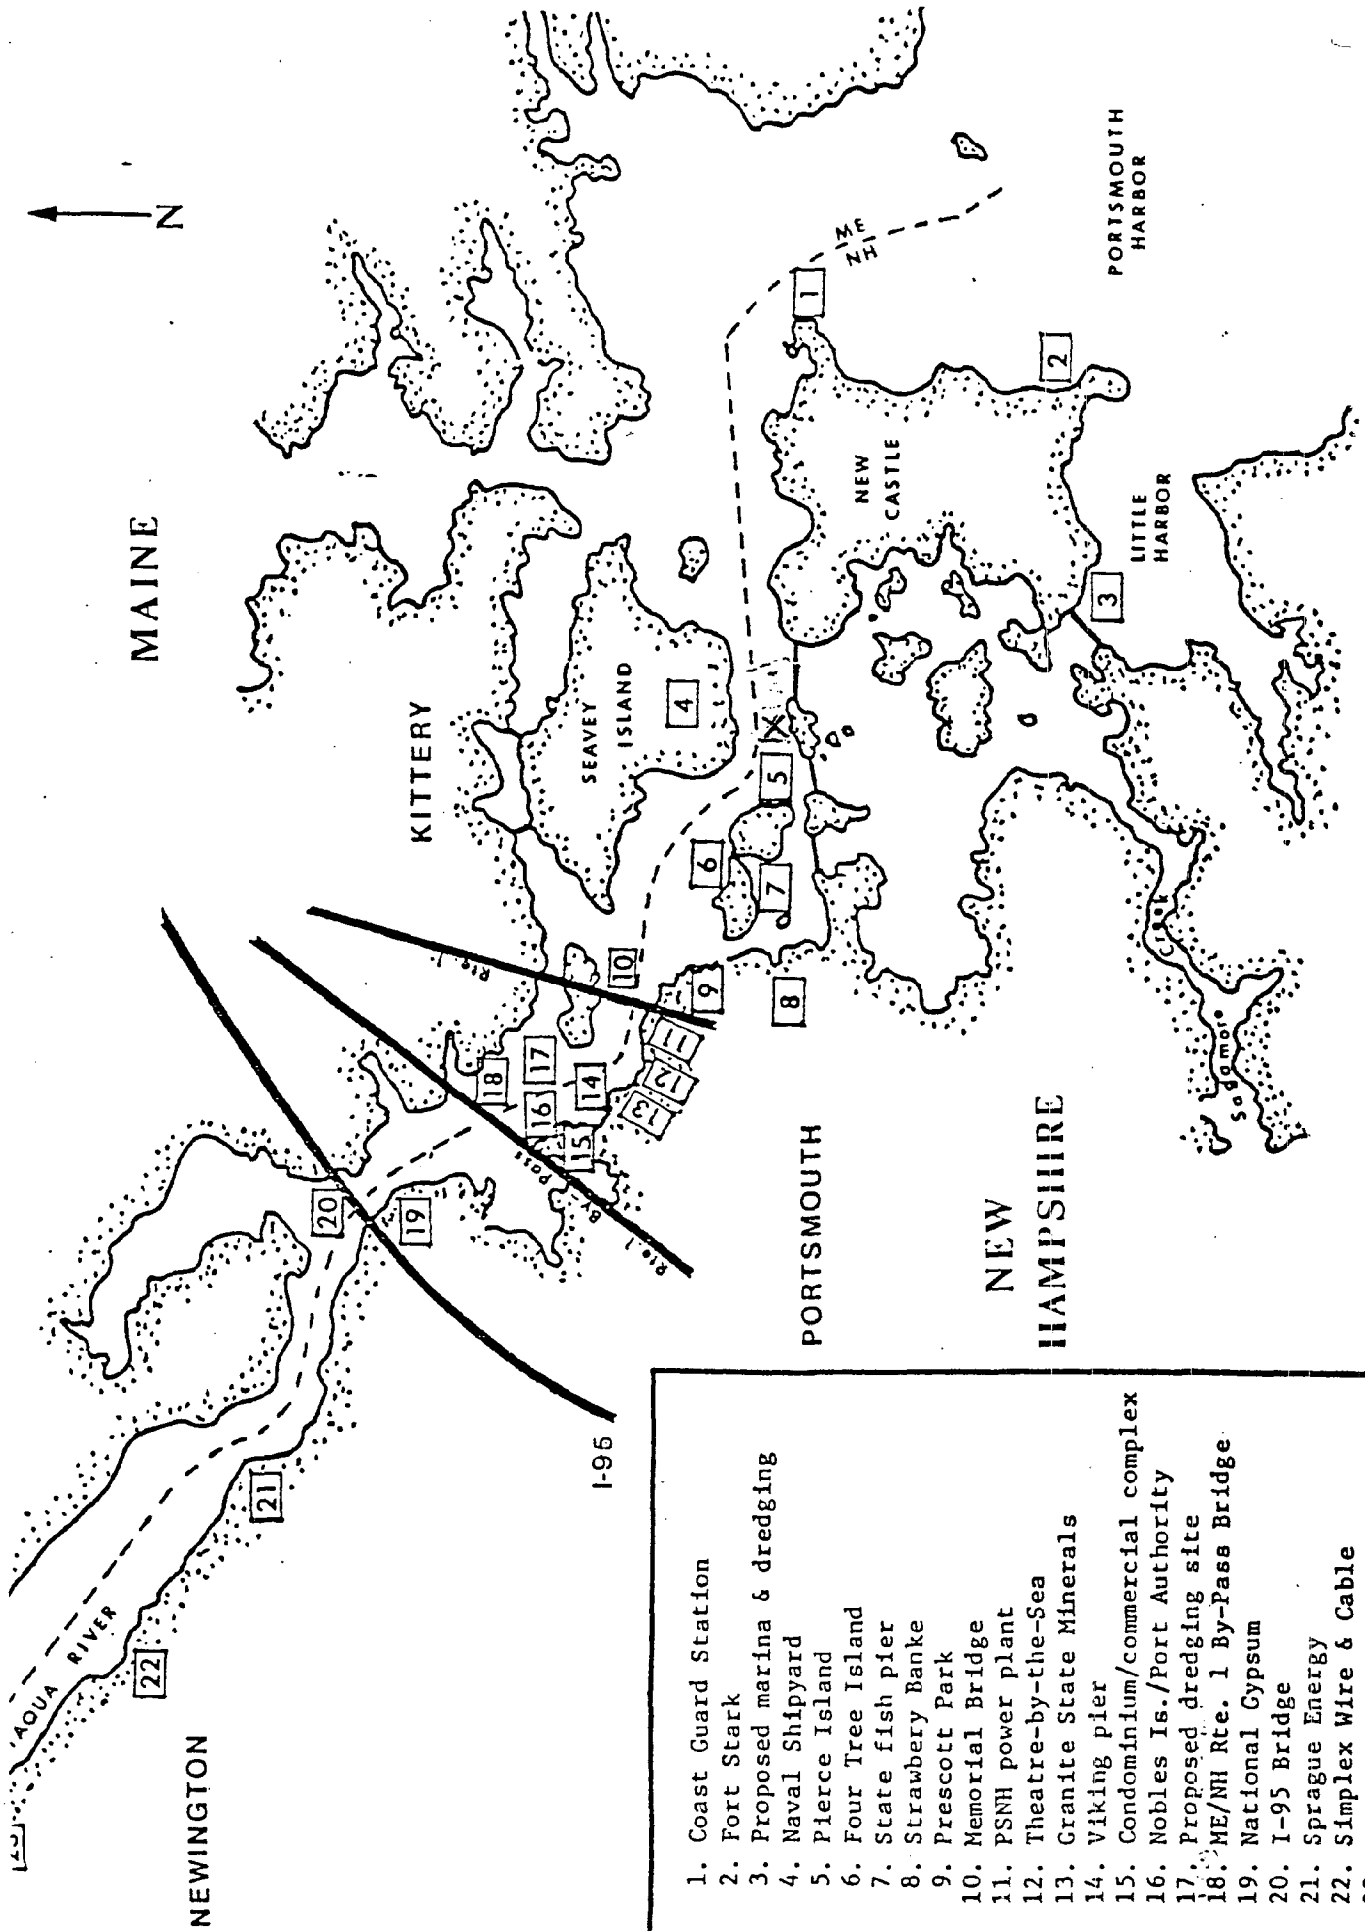 MAINE
N
KITTERY
SEAVEY
ISLAND
NEW
CASTLE
LITTLE
HARBOR
PORTSMOUTH
HARBOR
ME
NH
PORTSMOUTH
NEW
HAMPSHIRE
Sagamore Creek
NEWINGTON
AQUA RIVER
I-95
Rte. 1 By-Pass
Rte. 1
1
2
3
4
5
6
7
8
9
10
11
12
13
14
15
16
17
18
19
20
21
22
1. Coast Guard Station
2. Fort Stark
3. Proposed marina & dredging
4. Naval Shipyard
5. Pierce Island
6. Four Tree Island
7. State fish pier
8. Strawbery Banke
9. Prescott Park
10. Memorial Bridge
11. PSNH power plant
12. Theatre-by-the-Sea
13. Granite State Minerals
14. Viking pier
15. Condominium/commercial complex
16. Nobles Is./Port Authority
17. Proposed dredging site
18. ME/NH Rte. 1 By-Pass Bridge
19. National Gypsum
20. I-95 Bridge
21. Sprague Energy
22. Simplex Wire & Cable